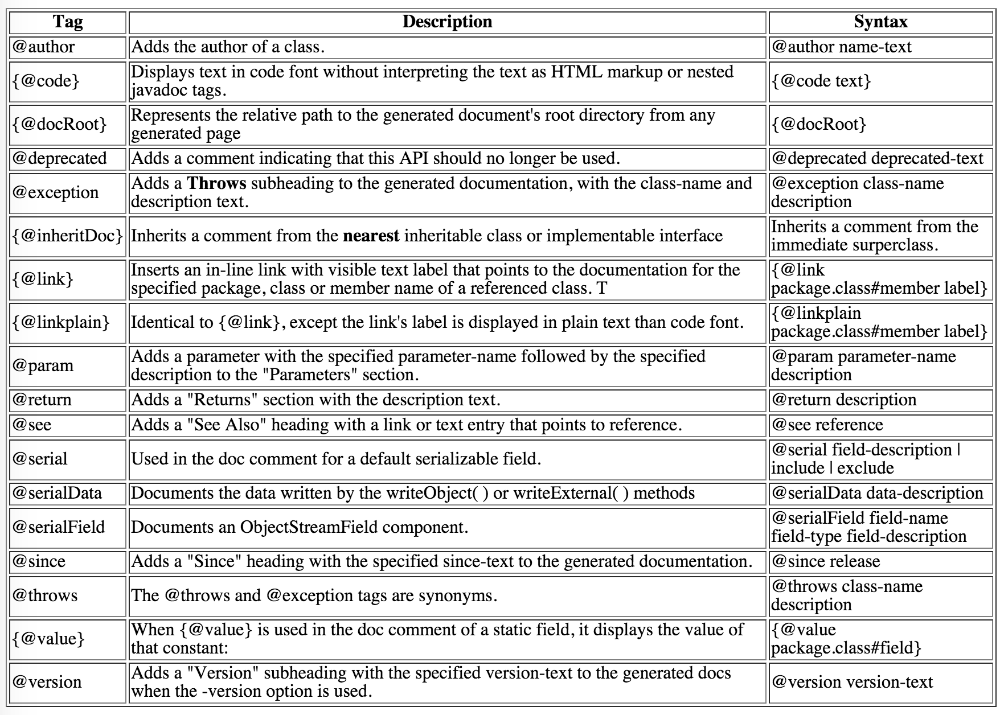 Tag Description Syntax
@author Adds the author of a class. @author name-text
{@code} Displays text in code font without interpreting the text as HTML markup or nested
javadoc tags. {@code text}
{@docRoot} Represents the relative path to the generated document's root directory from any
generated page {@docRoot}
@deprecated Adds a comment indicating that this API should no longer be used. @deprecated deprecated-text
@exception Adds a Throws subheading to the generated documentation, with the class-name and
description text. @exception class-name
description
{@inheritDoc} Inherits a comment from the nearest inheritable class or implementable interface Inherits a comment from the
immediate surperclass.
{@link} Inserts an in-line link with visible text label that points to the documentation for the
specified package, class or member name of a referenced class. T {@link
package.class#member label}
{@linkplain} Identical to {@link}, except the link's label is displayed in plain text than code font. {@linkplain
package.class#member label}
@param Adds a parameter with the specified parameter-name followed by the specified
description to the "Parameters" section. @param parameter-name
description
@return Adds a "Returns" section with the description text. @return description
@see Adds a "See Also" heading with a link or text entry that points to reference. @see reference
@serial Used in the doc comment for a default serializable field. @serial field-description |
include | exclude
@serialData Documents the data written by the writeObject( ) or writeExternal( ) methods @serialData data-description
@serialField Documents an ObjectStreamField component. @serialField field-name
field-type field-description
@since Adds a "Since" heading with the specified since-text to the generated documentation. @since release
@throws The @throws and @exception tags are synonyms. @throws class-name
description
{@value} When {@value} is used in the doc comment of a static field, it displays the value of
that constant: {@value
package.class#field}
@version Adds a "Version" subheading with the specified version-text to the generated docs
when the -version option is used. @version version-text